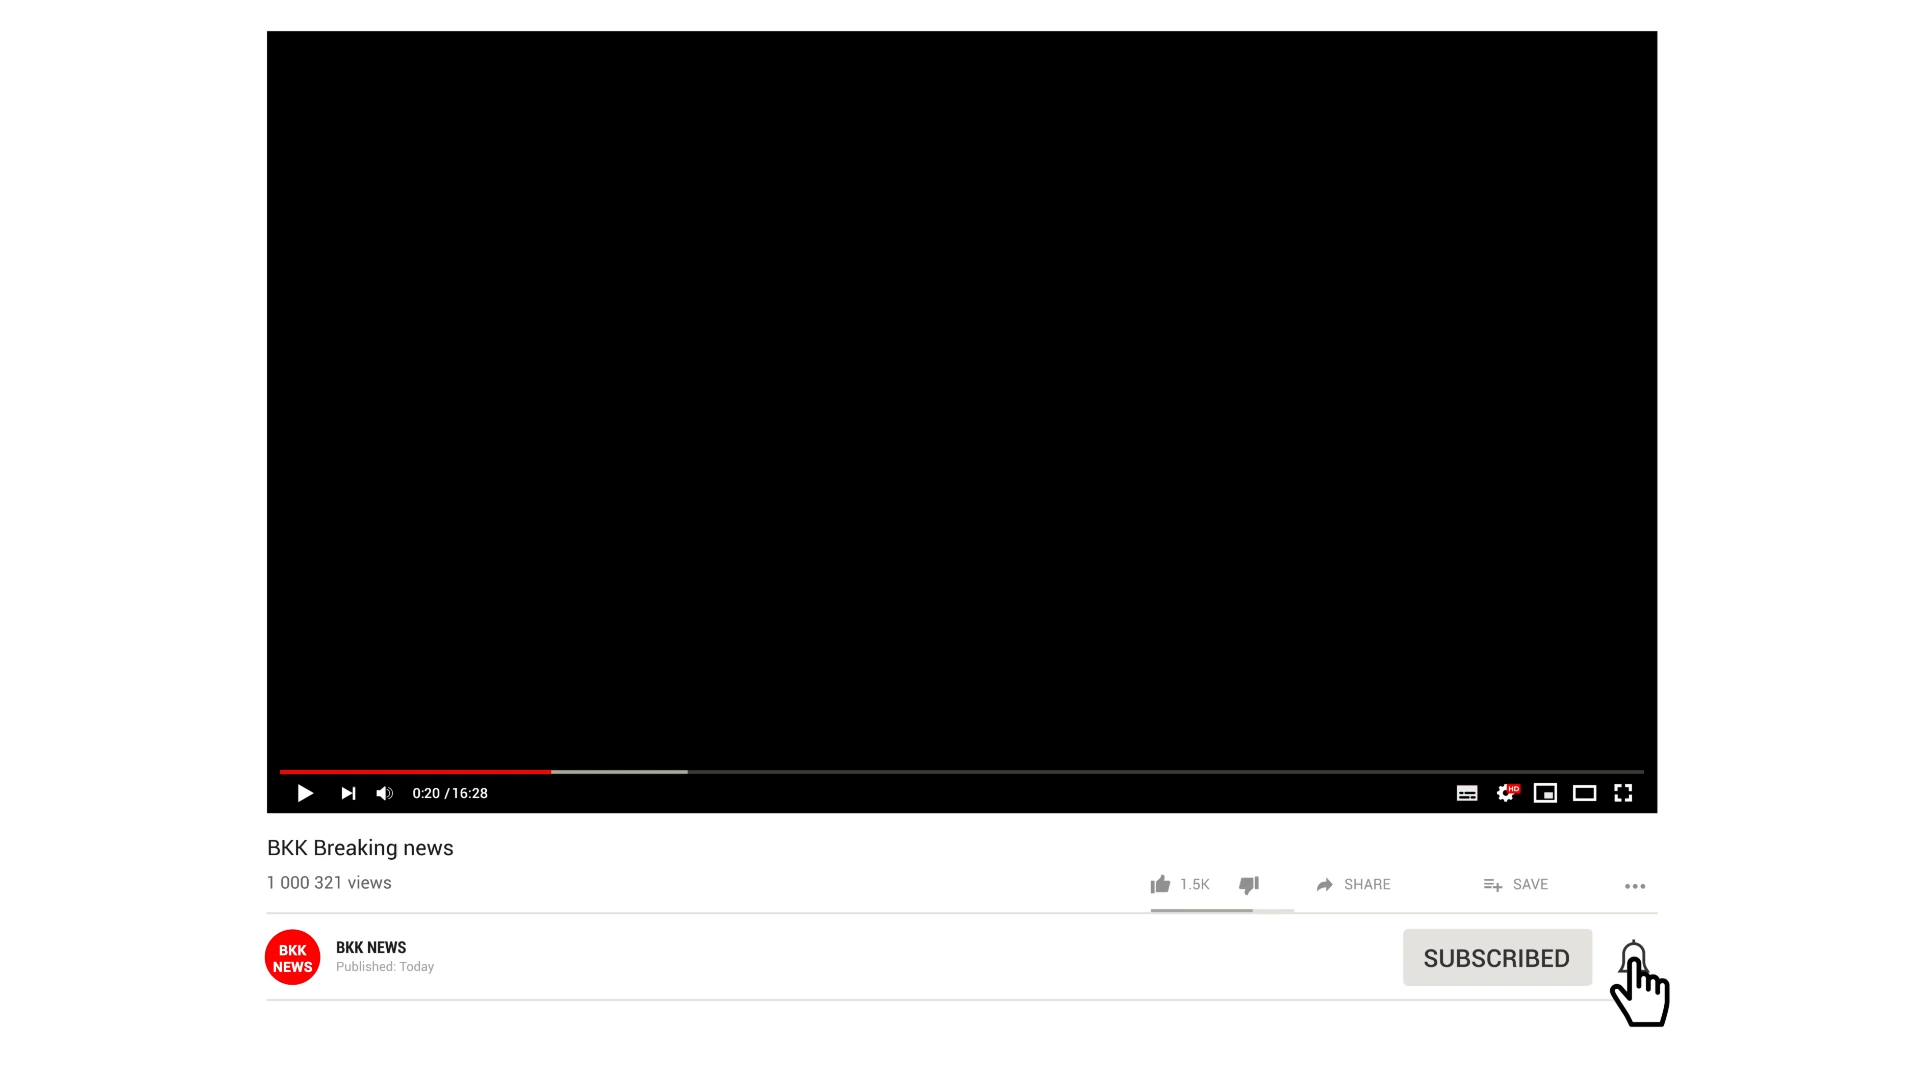 0:20 / 16:28
HD
BKK Breaking news
1 000 321 views
1.5K
SHARE
SAVE
BKK
NEWS
BKK NEWS
Published: Today
SUBSCRIBED